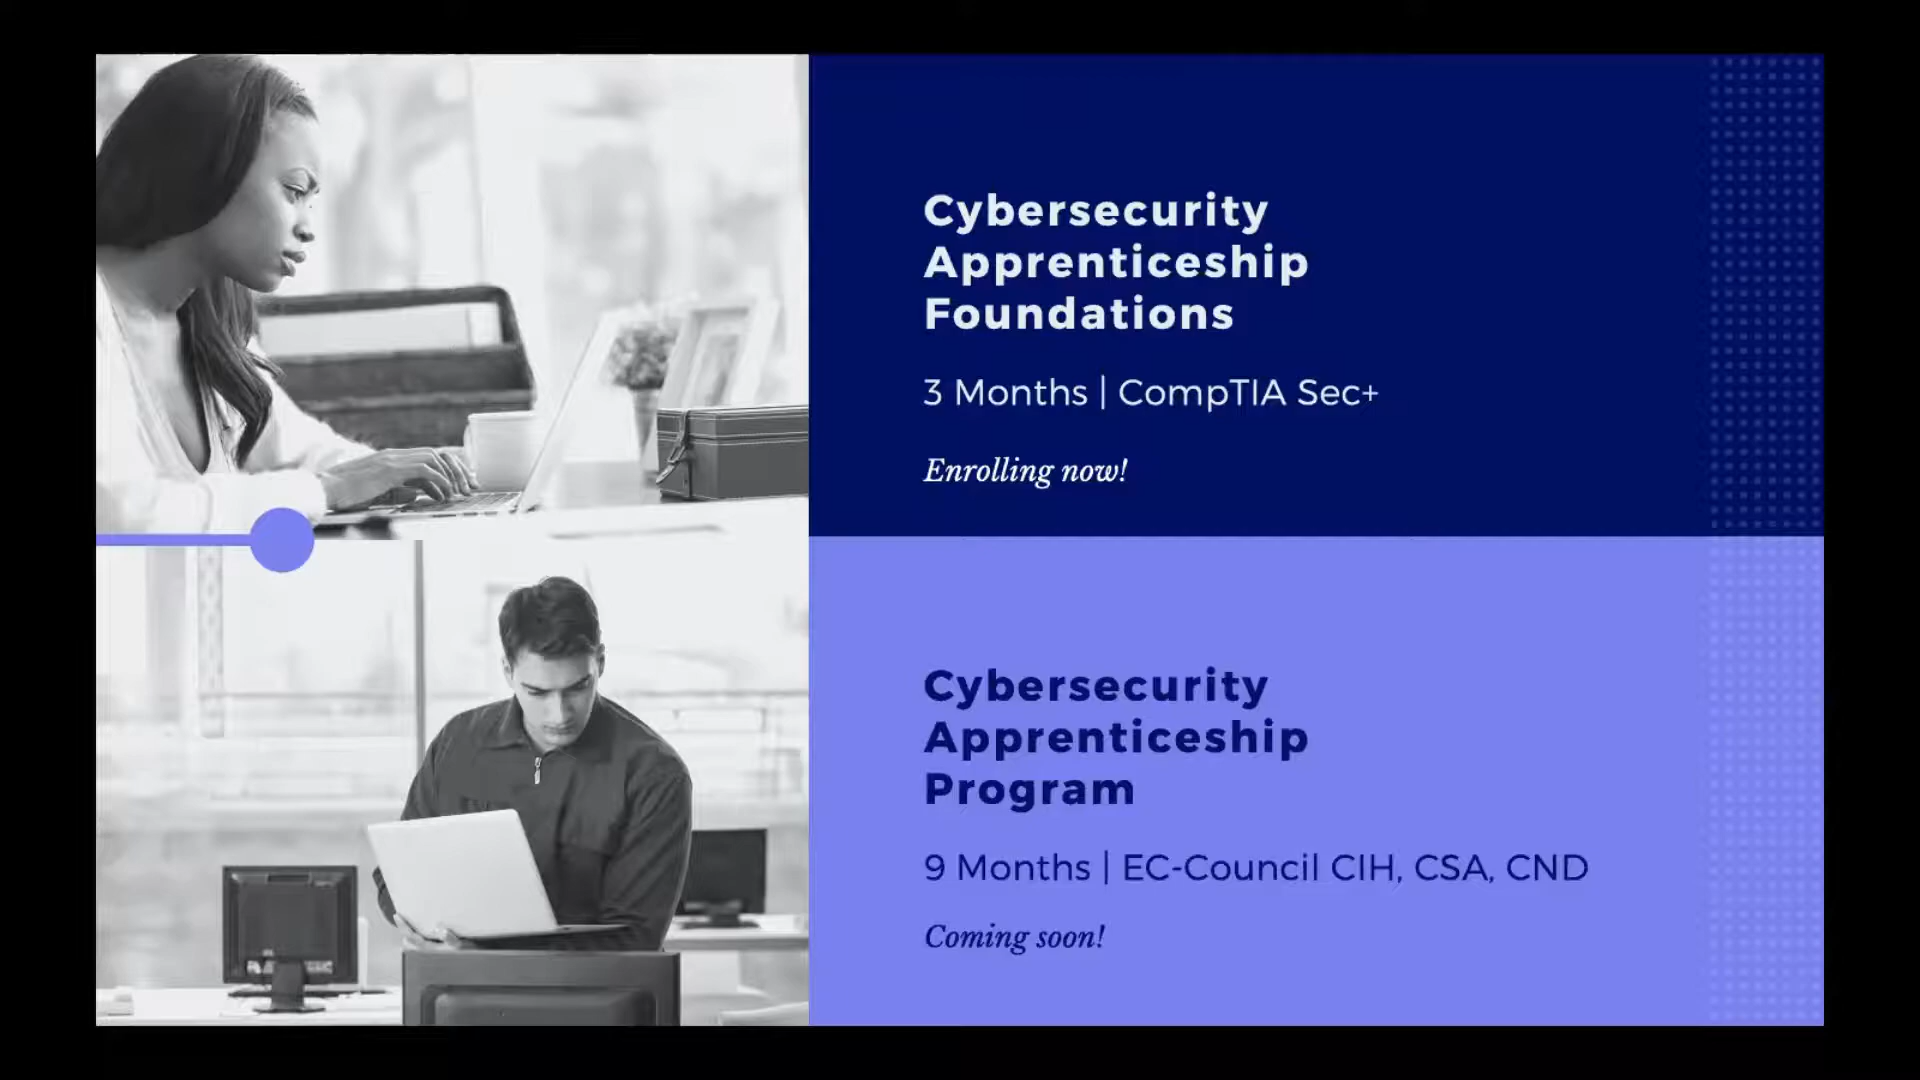 Cybersecurity
Apprenticeship
Foundations
3 Months | CompTIA Sec+
Enrolling now!
Cybersecurity
Apprenticeship
Program
9 Months | EC-Council CIH, CSA, CND
Coming soon!